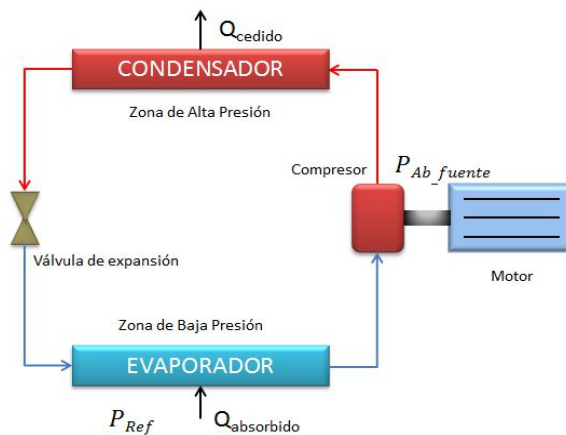 Q_cedido
CONDENSADOR
Zona de Alta Presión
Compresor
P_Ab_fuente
Válvula de expansión
Motor
Zona de Baja Presión
EVAPORADOR
P_Ref
Q_absorbido